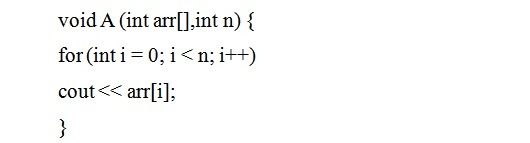 void A (int arr[],int n) {
for (int i = 0; i < n; i++)
cout << arr[i];
}